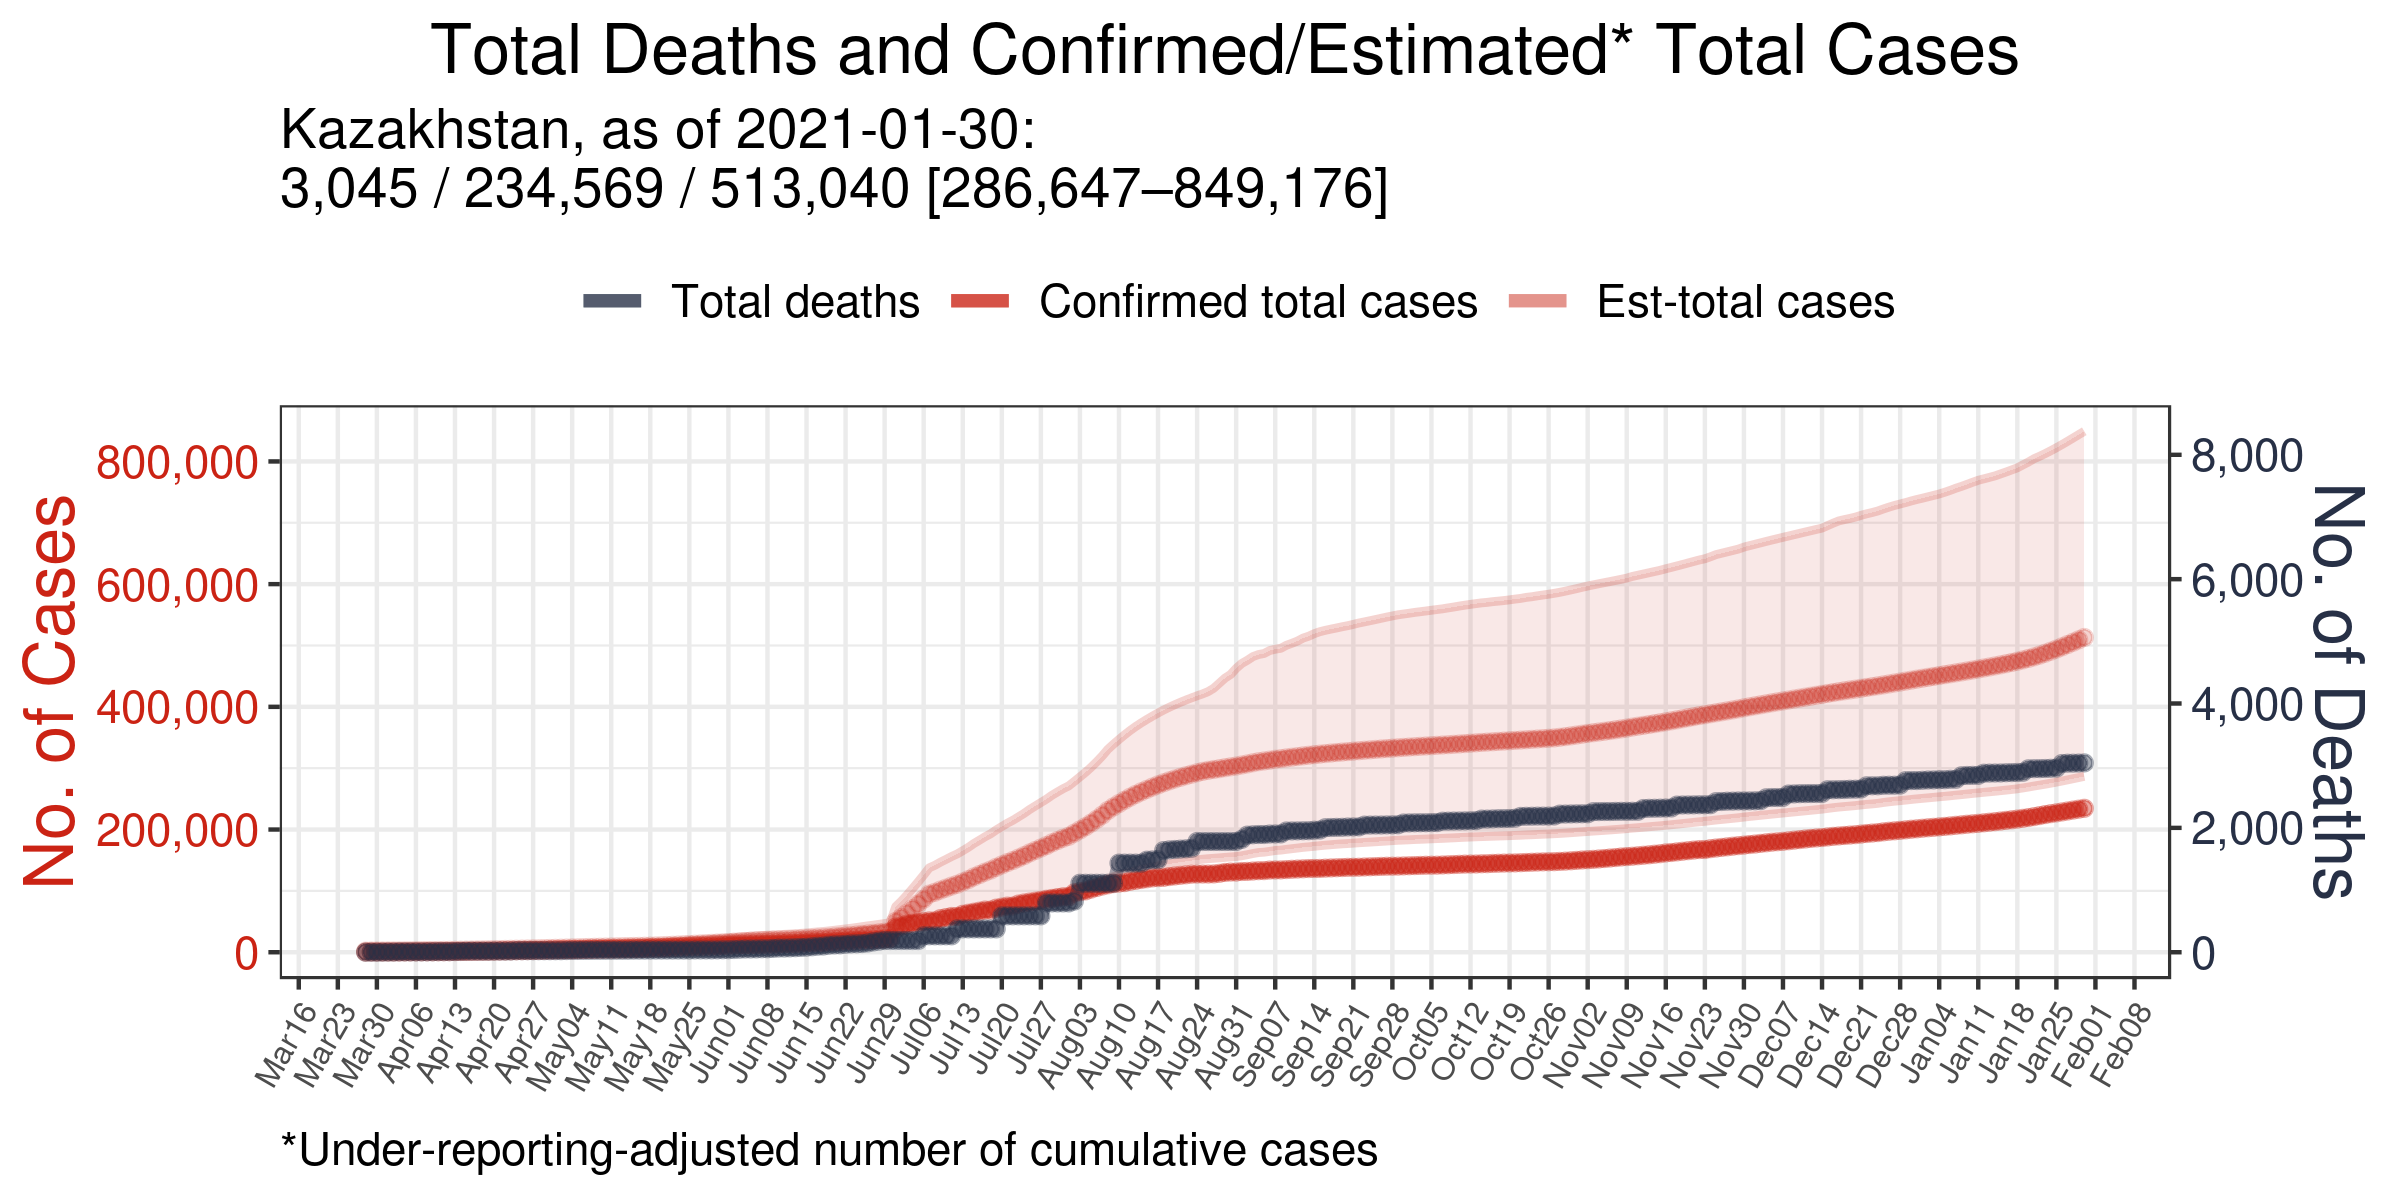 Total Deaths and Confirmed/Estimated* Total Cases
Kazakhstan, as of 2021-01-30:
3,045 / 234,569 / 513,040 [286,647–849,176]
Total deaths
Confirmed total cases
Est-total cases
No. of Cases
800,000
600,000
400,000
200,000
0
8,000
6,000
4,000
2,000
0
No. of Deaths
Mar16
Mar23
Mar30
Apr06
Apr13
Apr20
Apr27
May04
May11
May18
May25
Jun01
Jun08
Jun15
Jun22
Jun29
Jul06
Jul13
Jul20
Jul27
Aug03
Aug10
Aug17
Aug24
Aug31
Sep07
Sep14
Sep21
Sep28
Oct05
Oct12
Oct19
Oct26
Nov02
Nov09
Nov16
Nov23
Nov30
Dec07
Dec14
Dec21
Dec28
Jan04
Jan11
Jan18
Jan25
Feb01
Feb08
*Under-reporting-adjusted number of cumulative cases